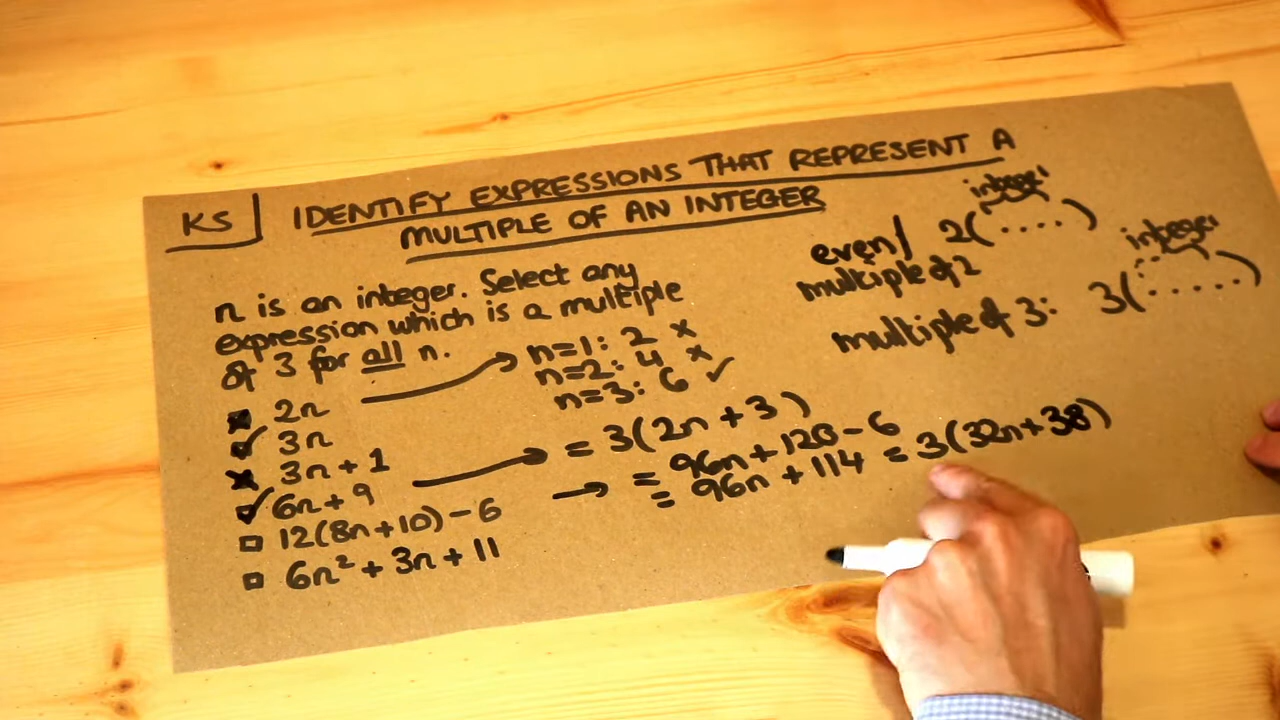 KS
IDENTIFY EXPRESSIONS THAT REPRESENT A
MULTIPLE OF AN INTEGER
n is an integer. Select any
expression which is a multiple
of 3 for all n.
2n
3n
3n + 1
6n + 9
12(8n+10) - 6
6n² + 3n + 11
n=1: 2 ×
n=2: 4 ×
n=3: 6 ✓
= 3(2n + 3)
= 96n + 120 - 6
= 96n + 114 = 3(32n+38)
integer
even/ 2(....)
multiple of 2
integer
multiple of 3: 3(.....)